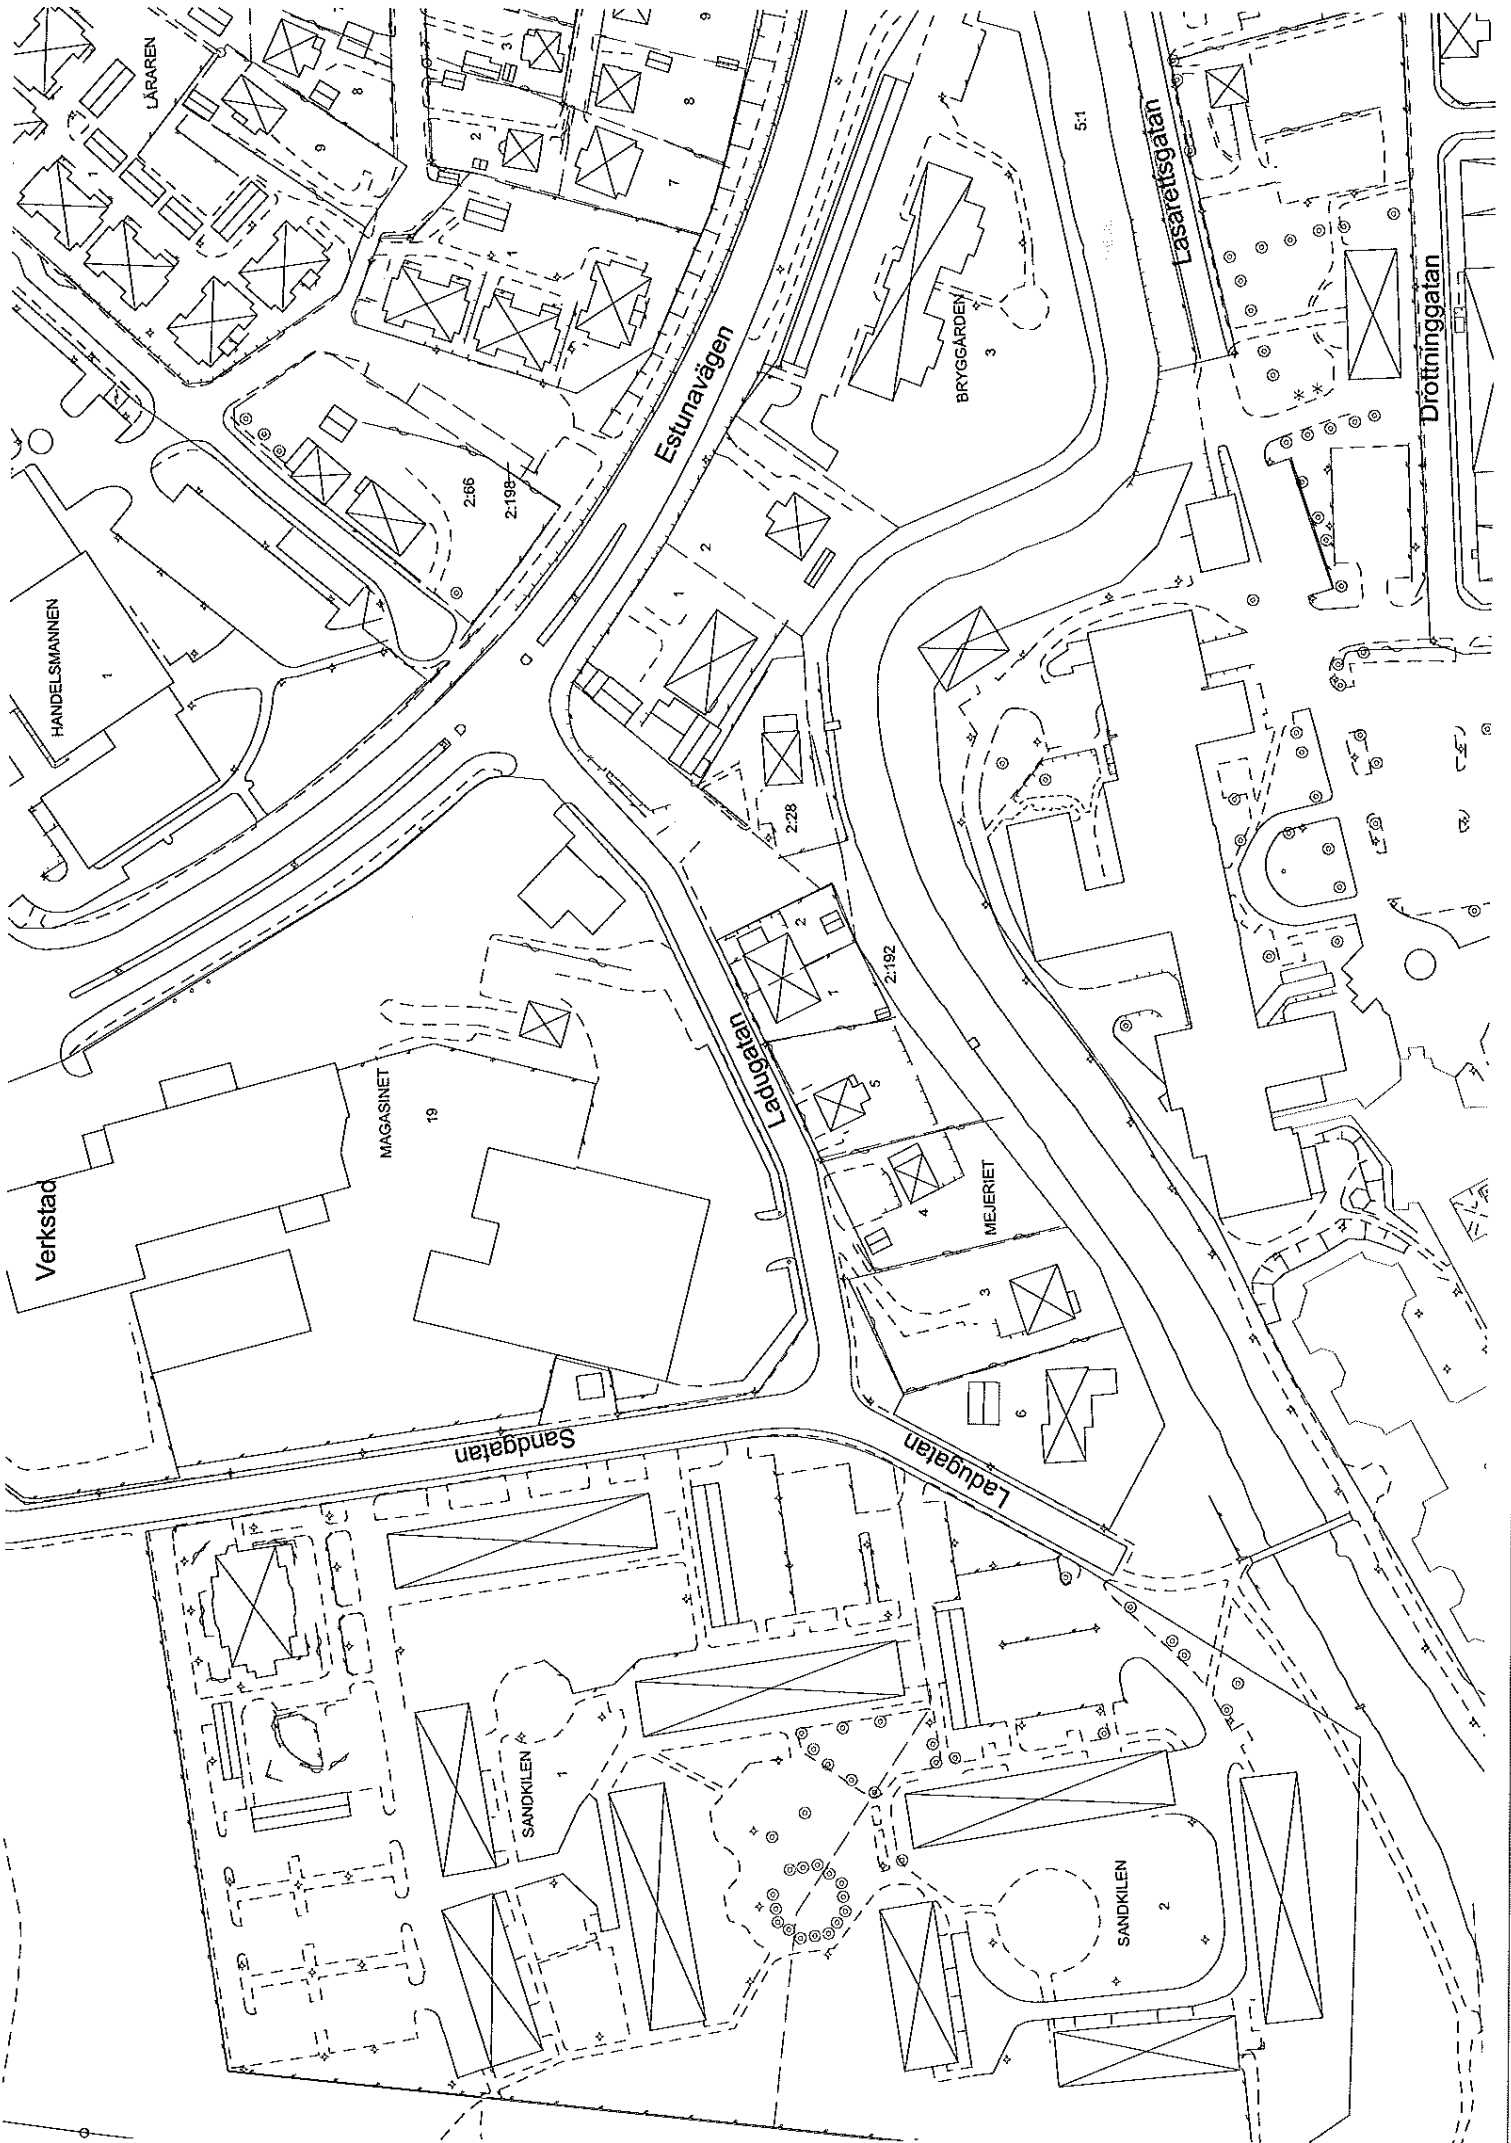 LÄRAREN
1
9
8
3
9
2
8
7
1
HANDELSMANNEN
1
2:66
2:198
Estunavägen
BRYGGÅRDEN
3
5:1
Lasarettsgatan
Drottninggatan
2
1
2:28
2
1
2:192
Ladugatan
5
4
MEJERIET
3
6
Verkstad
MAGASINET
19
Sandgatan
Ladugatan
SANDKILEN
1
SANDKILEN
2